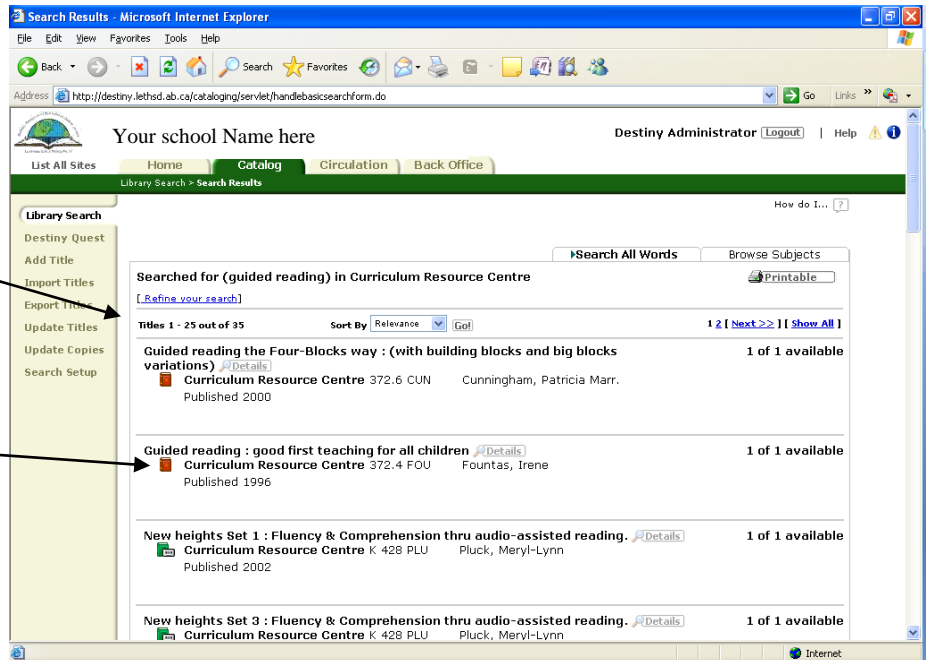 Search Results - Microsoft Internet Explorer
File Edit View Favorites Tools Help
Back Search Favorites
Address http://destiny.lethsd.ab.ca/cataloging/servlet/handlebasicsearchform.do Go Links »
Your school Name here Destiny Administrator Logout | Help
List All Sites Home Catalog Circulation Back Office
Library Search > Search Results
How do I... ?
Library Search
Destiny Quest
Add Title
Import Titles
Export Titles
Update Titles
Update Copies
Search Setup
Search All Words Browse Subjects
Searched for (guided reading) in Curriculum Resource Centre Printable
[ Refine your search]
Titles 1 - 25 out of 35 Sort By Relevance Go! 1 2 [ Next >> ] [ Show All ]
Guided reading the Four-Blocks way : (with building blocks and big blocks 1 of 1 available
variations) Details
Curriculum Resource Centre 372.6 CUN Cunningham, Patricia Marr.
Published 2000
Guided reading : good first teaching for all children Details 1 of 1 available
Curriculum Resource Centre 372.4 FOU Fountas, Irene
Published 1996
New heights Set 1 : Fluency & Comprehension thru audio-assisted reading. Details 1 of 1 available
Curriculum Resource Centre K 428 PLU Pluck, Meryl-Lynn
Published 2002
New heights Set 3 : Fluency & Comprehension thru audio-assisted reading. Details 1 of 1 available
Curriculum Resource Centre K 428 PLU Pluck, Meryl-Lynn
Internet